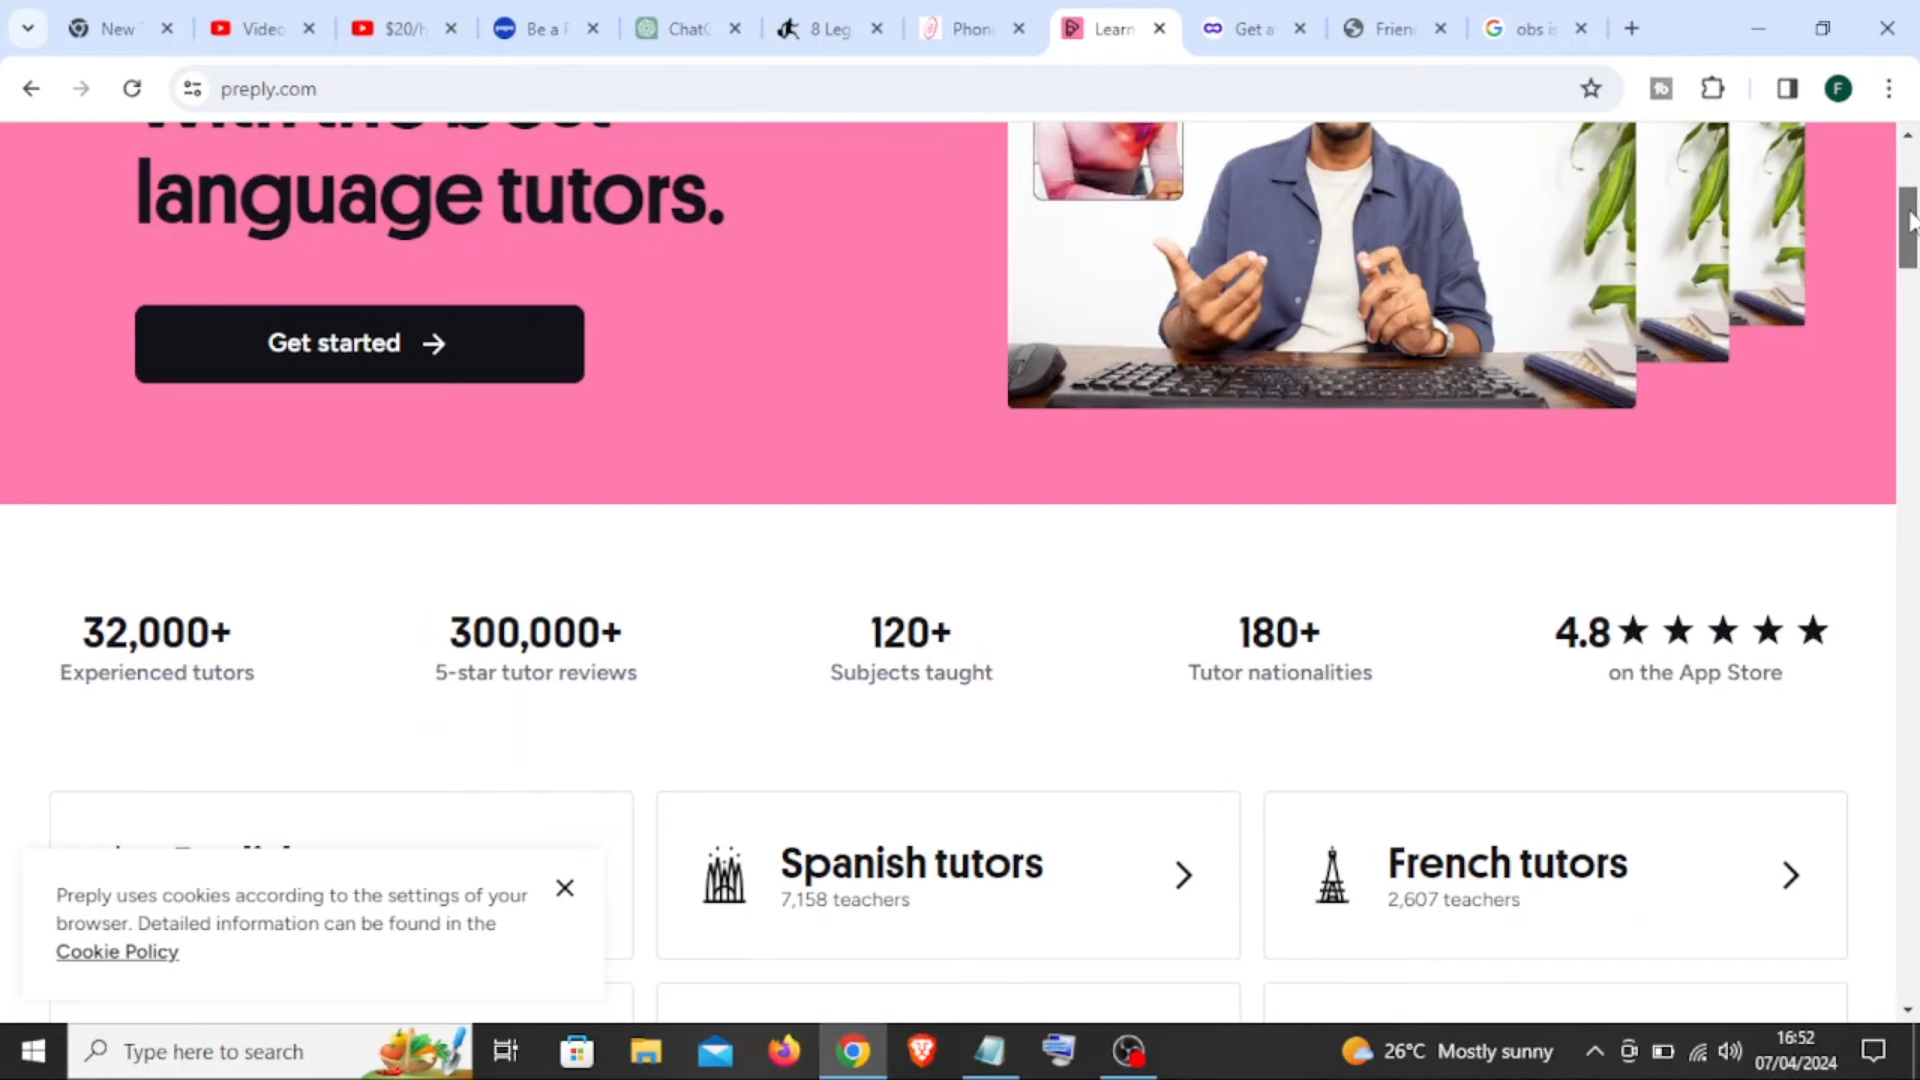 New
Video
$20/h
Be a
ChatG
8 Leg
Phon
Learn
Get a
Frien
obs is
preply.com
F
language tutors.
Get started →
32,000+
Experienced tutors
300,000+
5-star tutor reviews
120+
Subjects taught
180+
Tutor nationalities
4.8 ★ ★ ★ ★ ★
on the App Store
Spanish tutors
7,158 teachers
French tutors
2,607 teachers
Preply uses cookies according to the settings of your
browser. Detailed information can be found in the
Cookie Policy
Type here to search
26°C Mostly sunny
16:52
07/04/2024